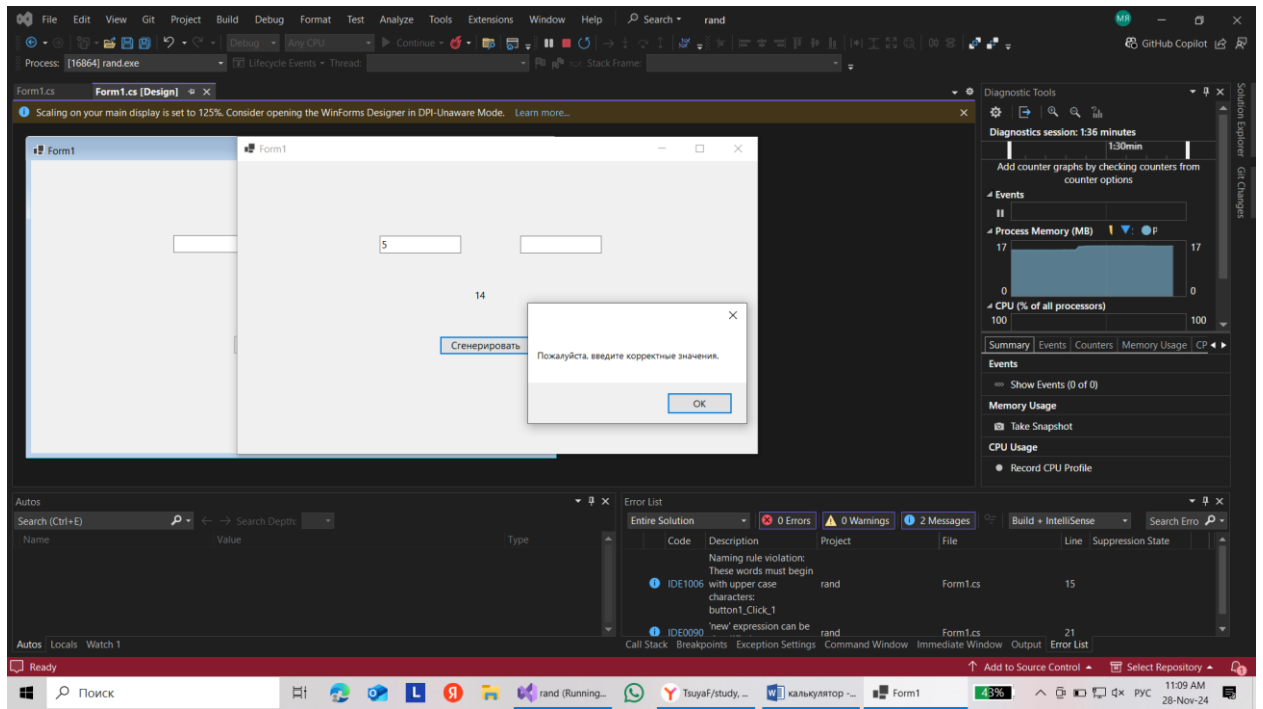 File Edit View Git Project Build Debug Format Test Analyze Tools Extensions Window Help Search rand MR
Debug Any CPU Continue GitHub Copilot
Process: [16864] rand.exe Lifecycle Events Thread: Stack Frame:
Form1.cs Form1.cs [Design]
Scaling on your main display is set to 125%. Consider opening the WinForms Designer in DPI-Unaware Mode. Learn more...
Form1
Form1
5
14
Сгенерировать
Пожалуйста, введите корректные значения.
OK
Diagnostic Tools
Diagnostics session: 1:36 minutes
1:30min
Add counter graphs by checking counters from
counter options
Events
Process Memory (MB) P
17 17
0 0
CPU (% of all processors)
100 100
Summary Events Counters Memory Usage CP
Events
Show Events (0 of 0)
Memory Usage
Take Snapshot
CPU Usage
Record CPU Profile
Solution Explorer
Git Changes
Autos
Search (Ctrl+E) Search Depth:
Name Value Type
Autos Locals Watch 1
Error List
Entire Solution 0 Errors 0 Warnings 2 Messages Build + IntelliSense Search Erro
Code Description Project File Line Suppression State
Naming rule violation:
These words must begin
IDE1006 with upper case rand Form1.cs 15
characters:
button1_Click_1
IDE0090 'new' expression can be rand Form1.cs 21
Call Stack Breakpoints Exception Settings Command Window Immediate Window Output Error List
Ready Add to Source Control Select Repository
Поиск L Я rand (Running... TsuyaF/study, ... калькулятор -... Form1 43% РУС 11:09 AM
28-Nov-24